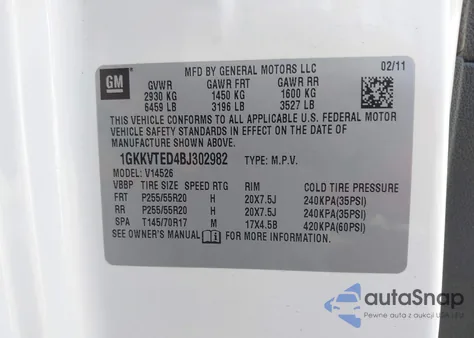 GM
MFD BY GENERAL MOTORS LLC 02/11
GVWR GAWR FRT GAWR RR
2930 KG 1450 KG 1600 KG
6459 LB 3196 LB 3527 LB
THIS VEHICLE CONFORMS TO ALL APPLICABLE U.S. FEDERAL MOTOR
VEHICLE SAFETY STANDARDS IN EFFECT ON THE DATE OF
MANUFACTURE SHOWN ABOVE.
1GKKVTED4BJ302982 TYPE: M.P.V.
MODEL: V14526
VBBP TIRE SIZE SPEED RTG RIM COLD TIRE PRESSURE
FRT P255/55R20 H 20X7.5J 240KPA(35PSI)
RR P255/55R20 H 20X7.5J 240KPA(35PSI)
SPA T145/70R17 M 17X4.5B 420KPA(60PSI)
SEE OWNER'S MANUAL FOR MORE INFORMATION.
autoSnap
Pewne auta z aukcji USA